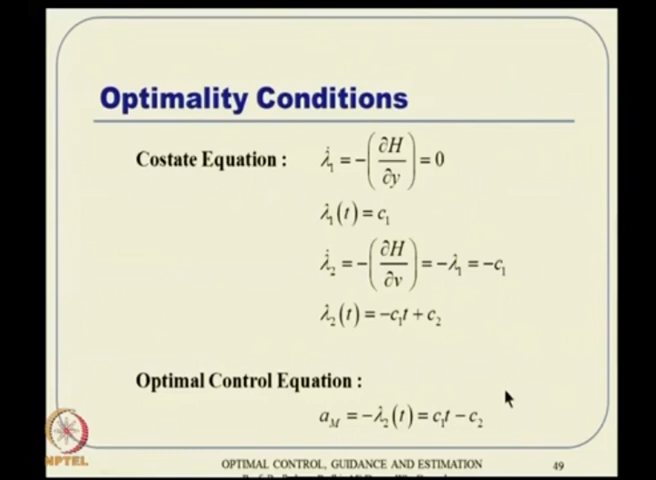 Optimality Conditions
Costate Equation : λ̇₁ = −(∂H/∂y) = 0
λ₁(t) = c₁
λ̇₂ = −(∂H/∂v) = −λ₁ = −c₁
λ₂(t) = −c₁t + c₂
Optimal Control Equation :
a_M = −λ₂(t) = c₁t − c₂
NPTEL
OPTIMAL CONTROL, GUIDANCE AND ESTIMATION 49